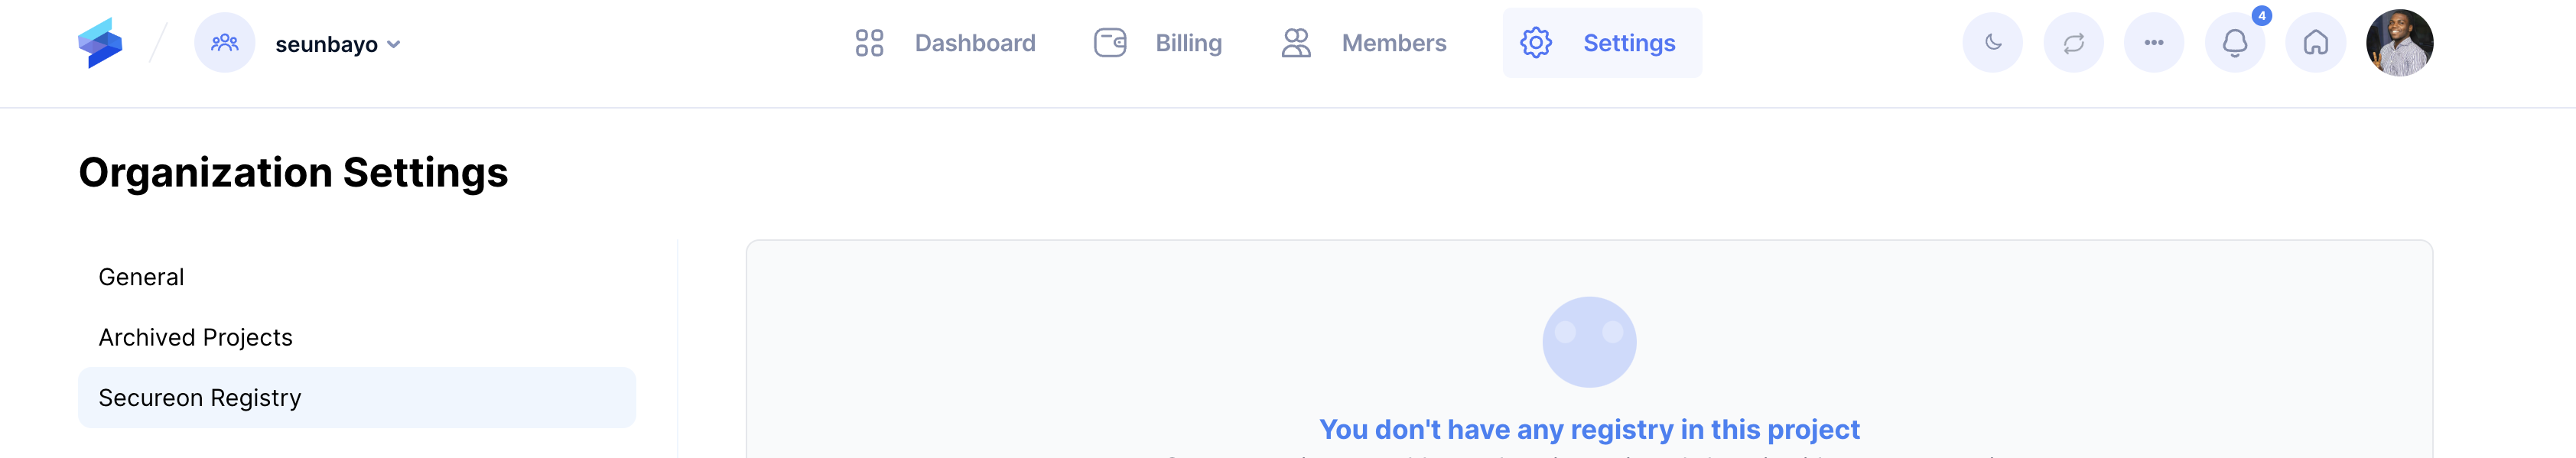 seunbayo
Dashboard
Billing
Members
Settings
4
Organization Settings
General
Archived Projects
Secureon Registry
You don't have any registry in this project